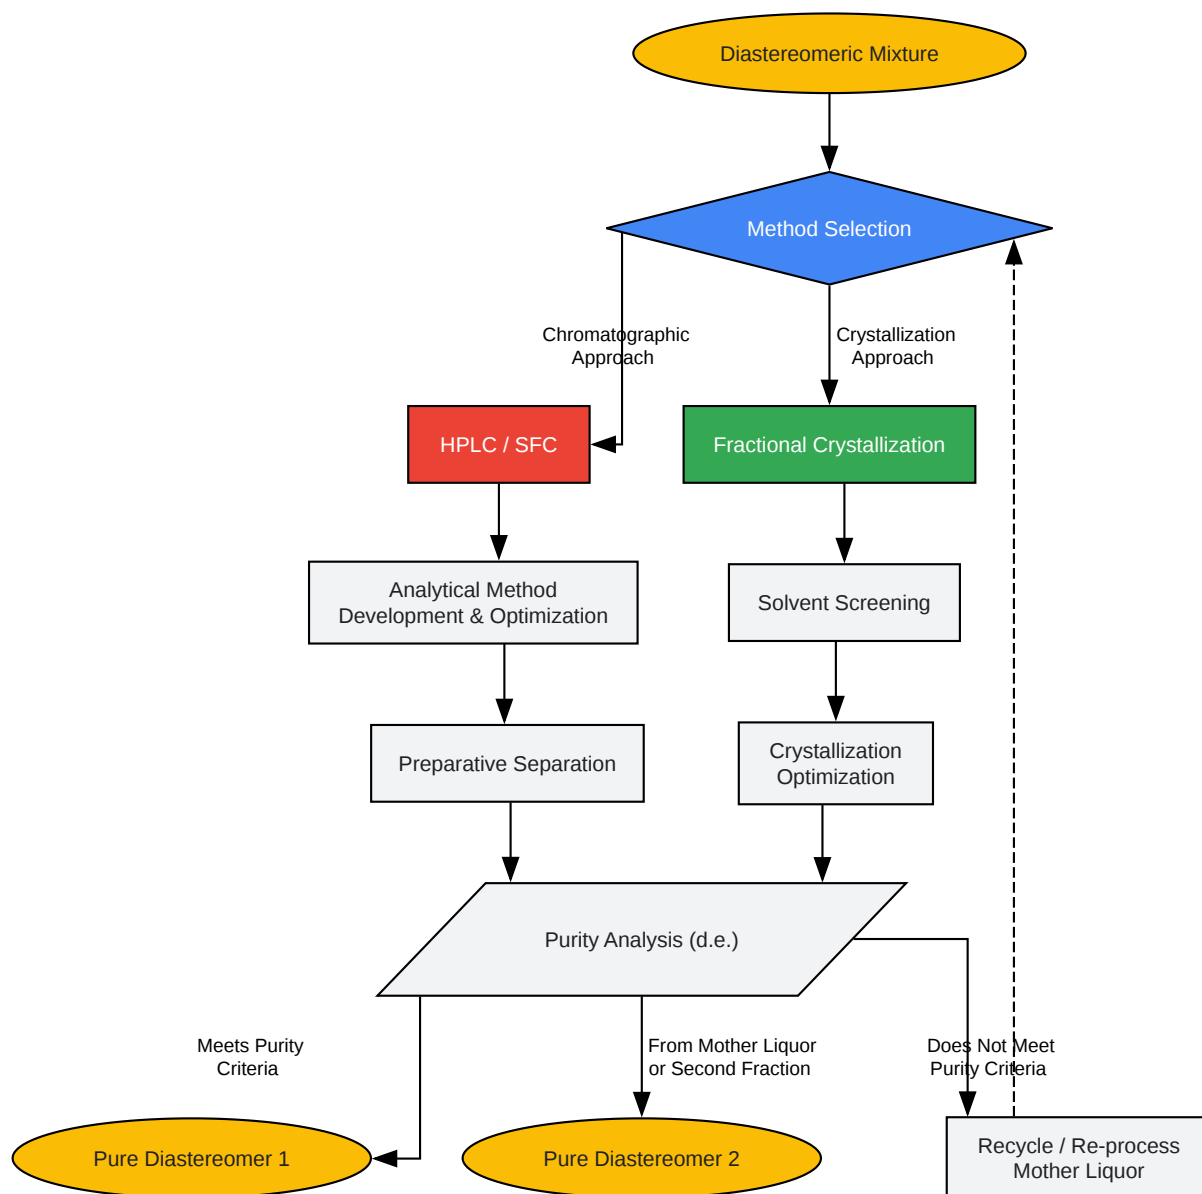 Diastereomeric Mixture
Method Selection
Chromatographic
Approach
Crystallization
Approach
HPLC / SFC
Fractional Crystallization
Analytical Method
Development & Optimization
Solvent Screening
Preparative Separation
Crystallization
Optimization
Purity Analysis (d.e.)
Meets Purity
Criteria
From Mother Liquor
or Second Fraction
Does Not Meet
Purity Criteria
Pure Diastereomer 1
Pure Diastereomer 2
Recycle / Re-process
Mother Liquor